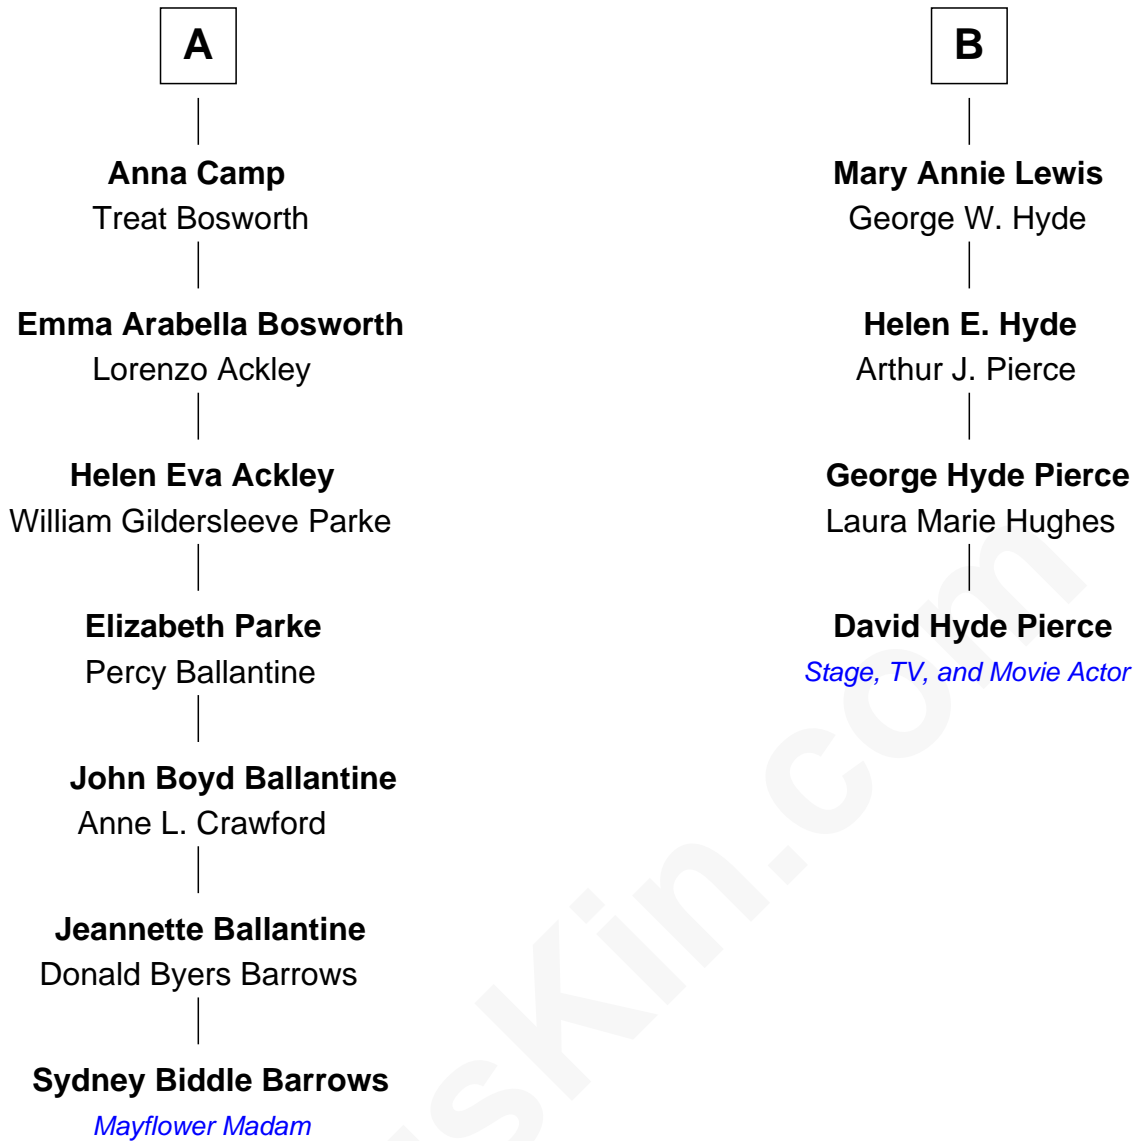 A
Anna Camp
Treat Bosworth
Emma Arabella Bosworth
Lorenzo Ackley
Helen Eva Ackley
William Gildersleeve Parke
Elizabeth Parke
Percy Ballantine
John Boyd Ballantine
Anne L. Crawford
Jeannette Ballantine
Donald Byers Barrows
Sydney Biddle Barrows
Mayflower Madam
B
Mary Annie Lewis
George W. Hyde
Helen E. Hyde
Arthur J. Pierce
George Hyde Pierce
Laura Marie Hughes
David Hyde Pierce
Stage, TV, and Movie Actor
usKin.com